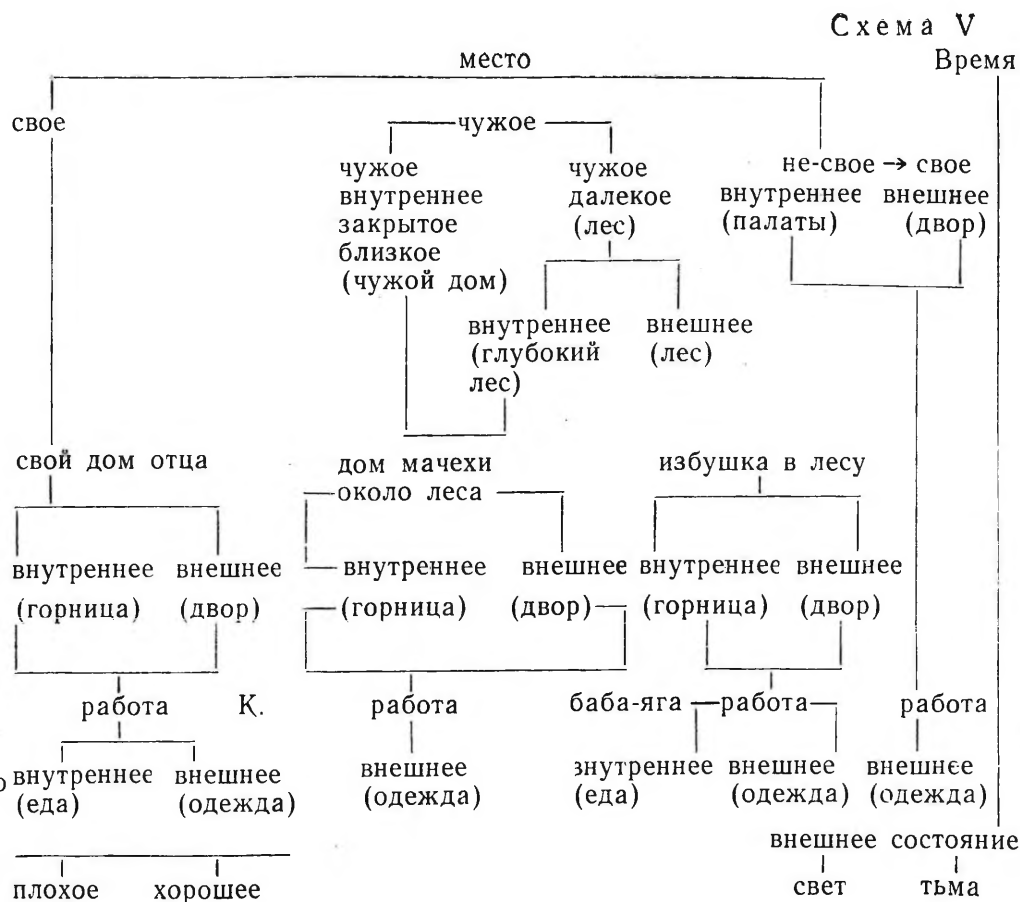 Схема V
место Время
свое
чужое
чужое чужое не-свое → свое
внутреннее далекое внутреннее внешнее
закрытое (лес) (палаты) (двор)
близкое
(чужой дом)
внутреннее внешнее
(глубокий (лес)
лес)
свой дом отца дом мачехи избушка в лесу
около леса
внутреннее внешнее внутреннее внешнее внутреннее внешнее
(горница) (двор) (горница) (двор) (горница) (двор)
работа К. работа баба-яга работа работа
внутреннее внешнее внешнее внутреннее внешнее внешнее
(еда) (одежда) (одежда) (еда) (одежда) (одежда)
внешнее состояние
плохое хорошее свет тьма